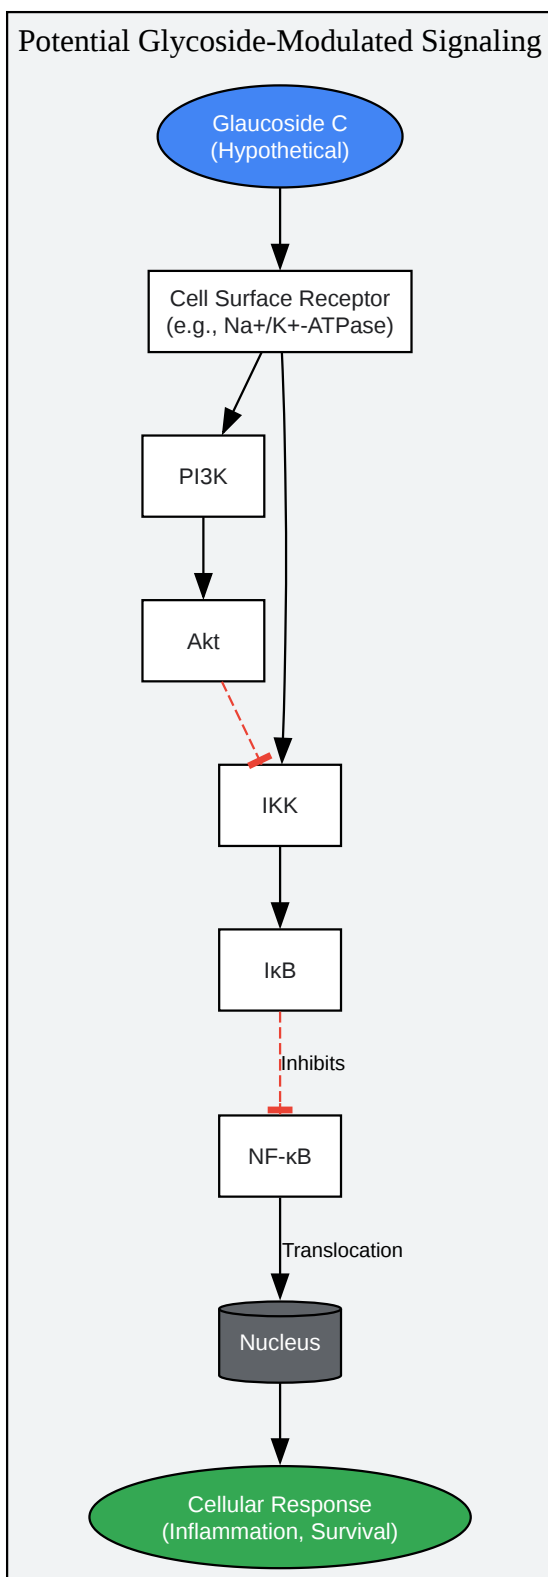 Potential Glycoside-Modulated Signaling
Glaucoside C
(Hypothetical)
Cell Surface Receptor
(e.g., Na+/K+-ATPase)
PI3K
Akt
IKK
IκB
Inhibits
NF-κB
Translocation
Nucleus
Cellular Response
(Inflammation, Survival)